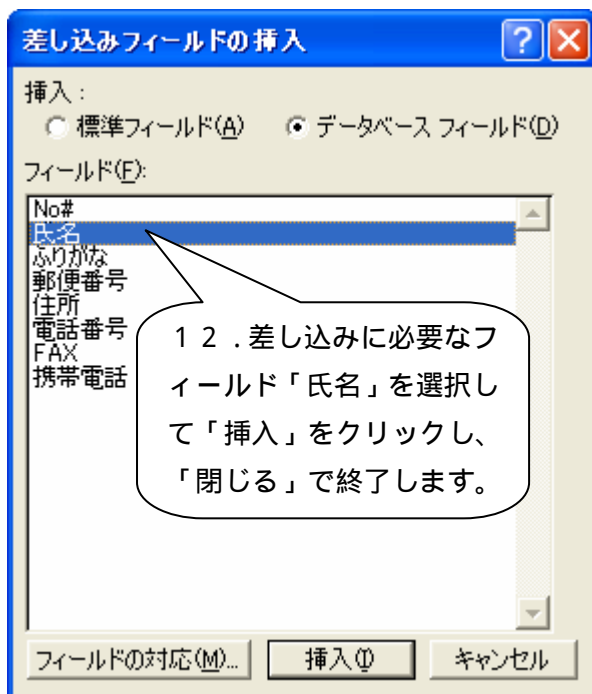 差し込みフィールドの挿入
挿入：
標準フィールド(A) データベース フィールド(D)
フィールド(F):
No#
氏名
ふりがな
郵便番号
住所
電話番号
FAX
携帯電話
１２．差し込みに必要なフ
ィールド「氏名」を選択し
て「挿入」をクリックし、
「閉じる」で終了します。
フィールドの対応(M)... 挿入(I) キャンセル